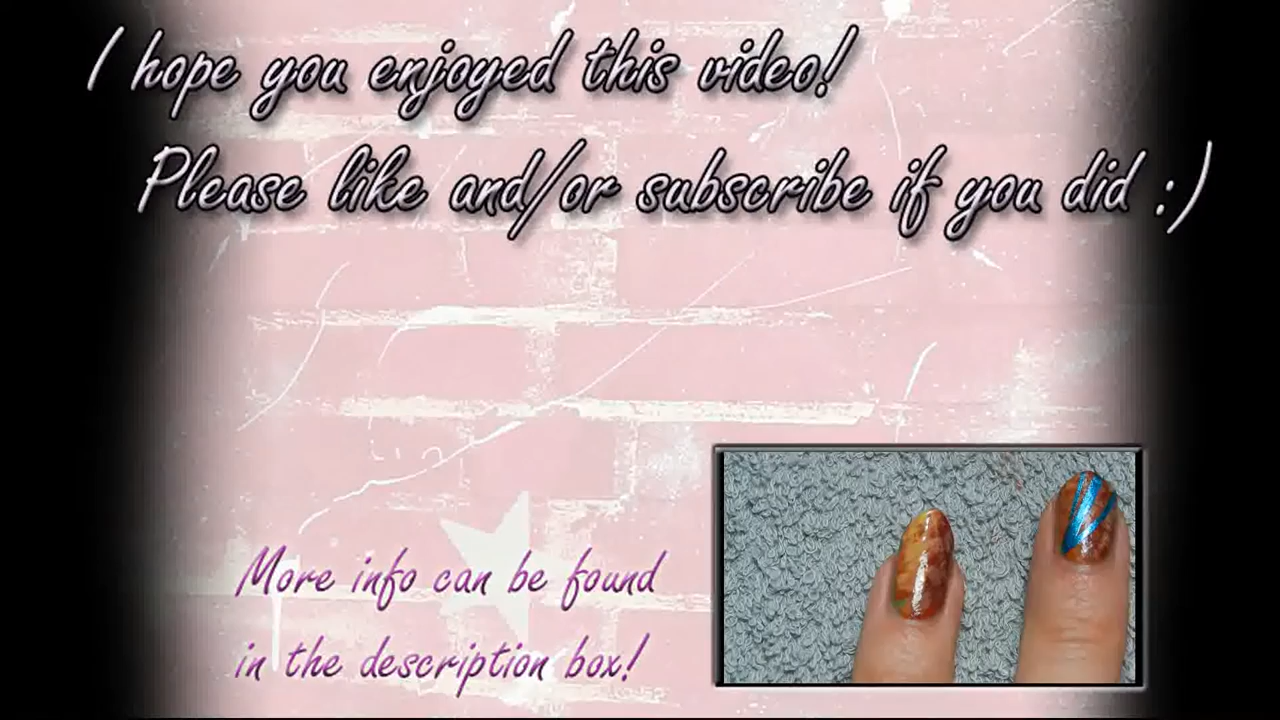 I hope you enjoyed this video!
Please like and/or subscribe if you did :)
More info can be found
in the description box!